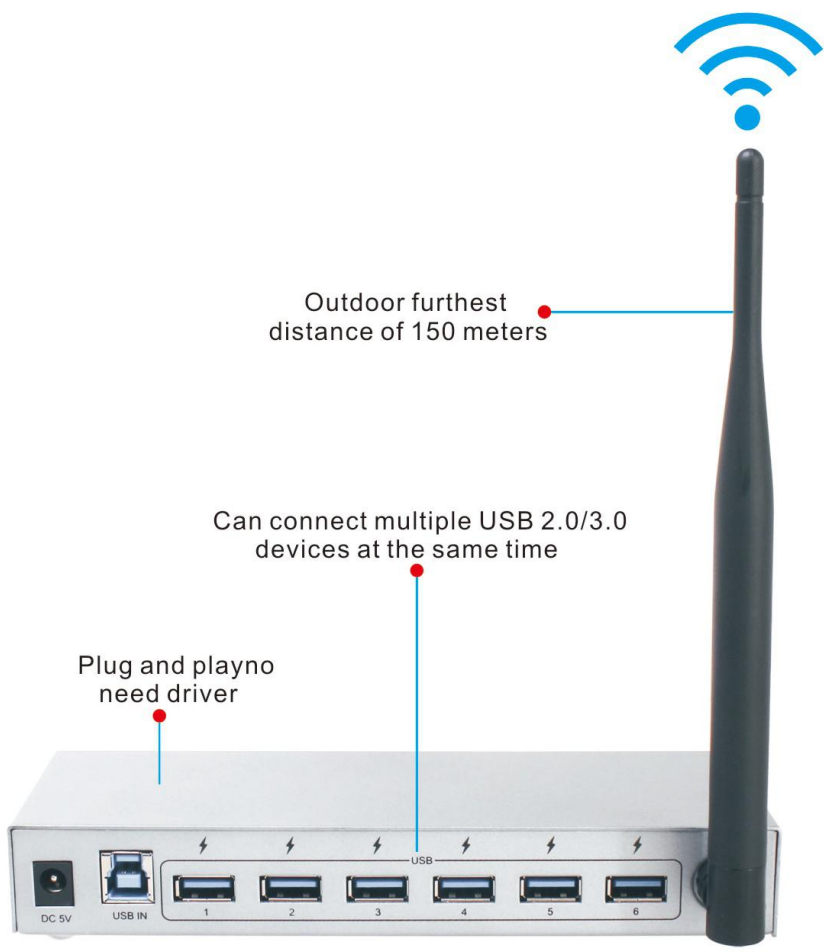 Outdoor furthest
distance of 150 meters
Can connect multiple USB 2.0/3.0
devices at the same time
Plug and playno
need driver
USB
DC 5V
USB IN
1
2
3
4
5
6